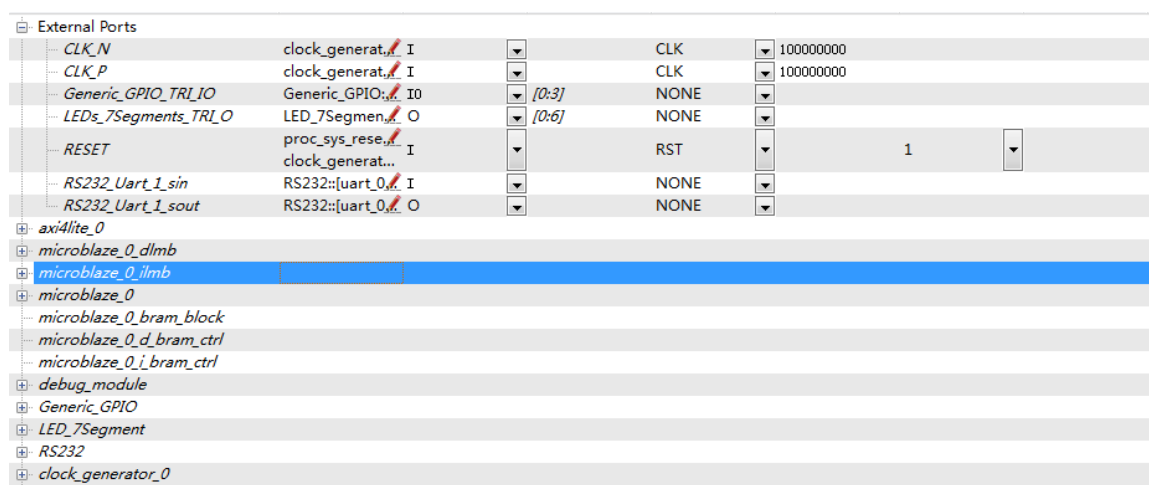 External Ports
CLK_N clock_generat... I CLK 100000000
CLK_P clock_generat... I CLK 100000000
Generic_GPIO_TRI_IO Generic_GPIO:... IO [0:3] NONE
LEDs_7Segments_TRI_O LED_7Segmen... O [0:6] NONE
RESET proc_sys_rese... clock_generat... I RST 1
RS232_Uart_1_sin RS232::[uart_0... I NONE
RS232_Uart_1_sout RS232::[uart_0... O NONE
axi4lite_0
microblaze_0_dlmb
microblaze_0_ilmb
microblaze_0
microblaze_0_bram_block
microblaze_0_d_bram_ctrl
microblaze_0_i_bram_ctrl
debug_module
Generic_GPIO
LED_7Segment
RS232
clock_generator_0